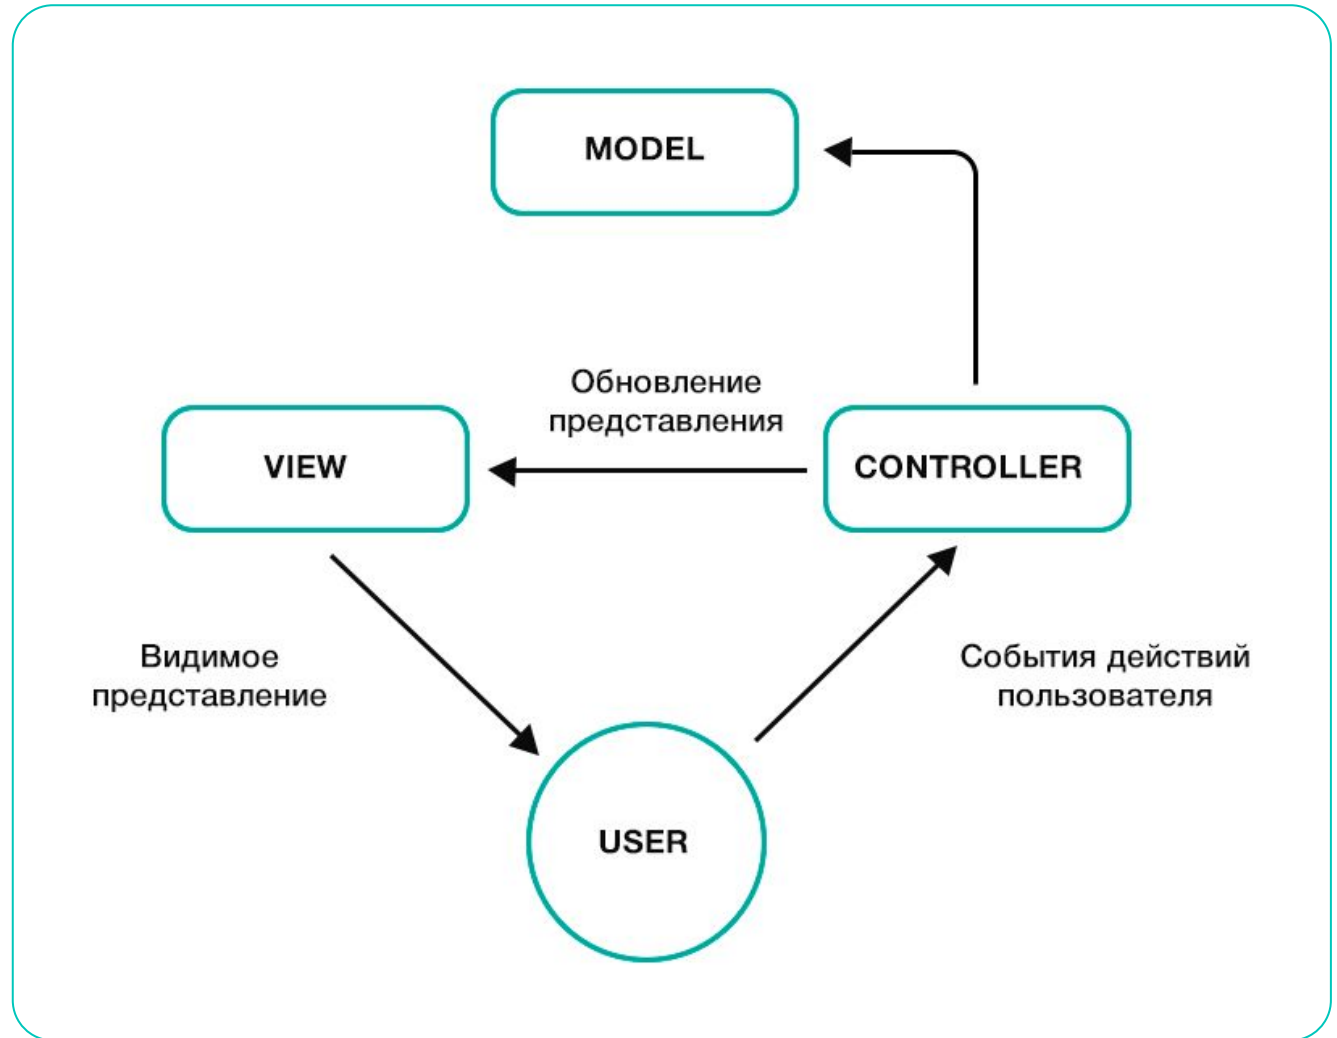 MODEL
Обновление
представления
VIEW
CONTROLLER
Видимое
представление
События действий
пользователя
USER